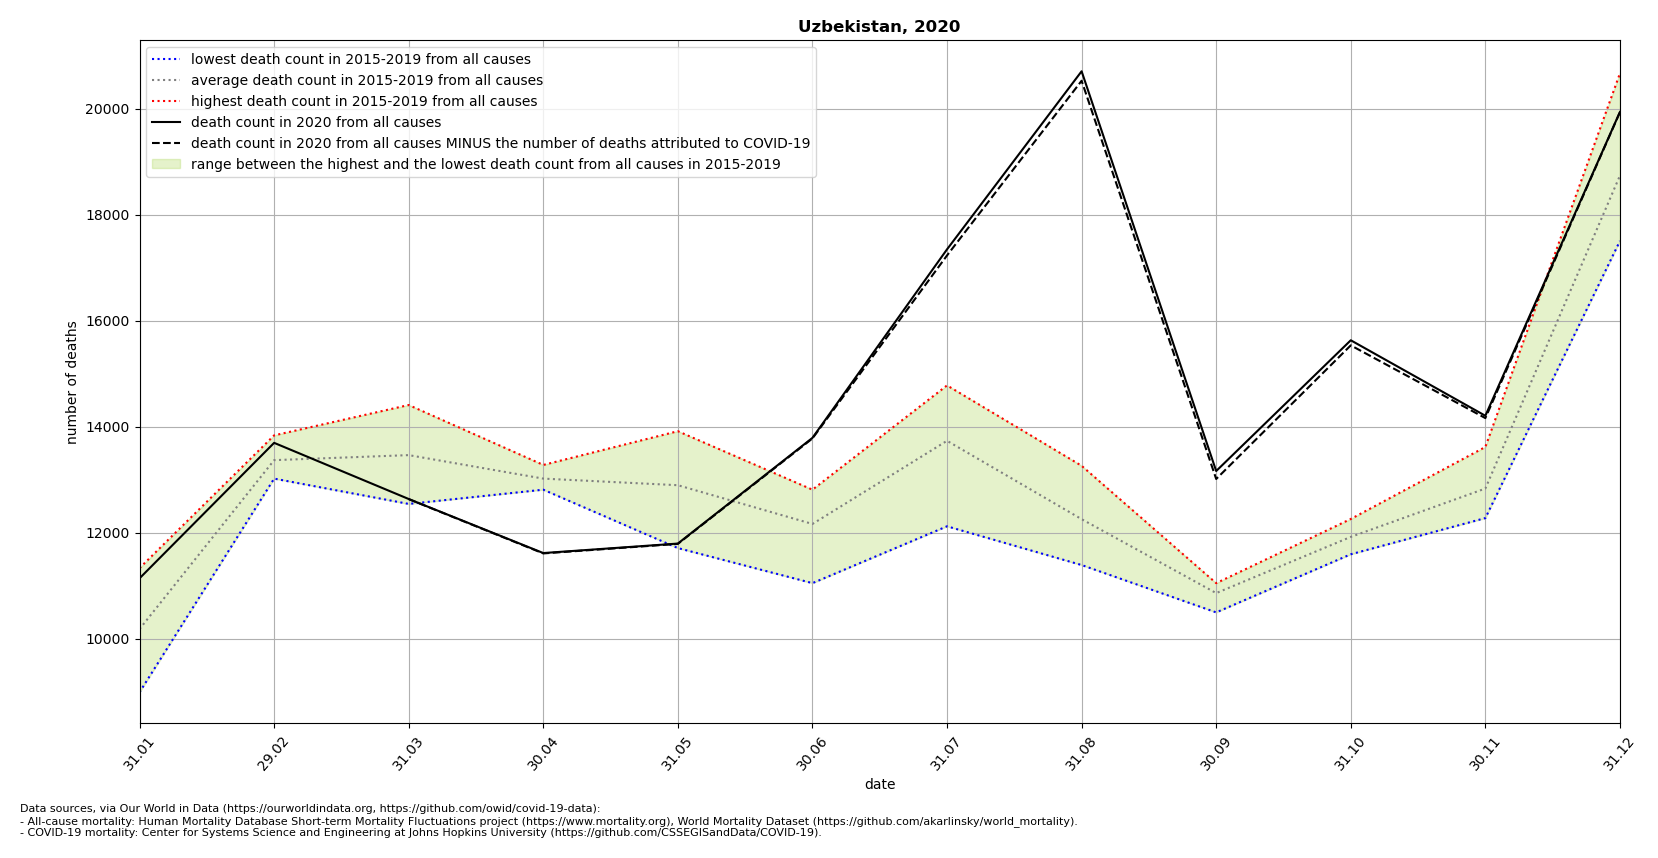 Uzbekistan, 2020
lowest death count in 2015-2019 from all causes
average death count in 2015-2019 from all causes
highest death count in 2015-2019 from all causes
death count in 2020 from all causes
death count in 2020 from all causes MINUS the number of deaths attributed to COVID-19
range between the highest and the lowest death count from all causes in 2015-2019
number of deaths
20000
18000
16000
14000
12000
10000
31.01
29.02
31.03
30.04
31.05
30.06
31.07
31.08
30.09
31.10
30.11
31.12
date
Data sources, via Our World in Data (https://ourworldindata.org, https://github.com/owid/covid-19-data):
- All-cause mortality: Human Mortality Database Short-term Mortality Fluctuations project (https://www.mortality.org), World Mortality Dataset (https://github.com/akarlinsky/world_mortality).
- COVID-19 mortality: Center for Systems Science and Engineering at Johns Hopkins University (https://github.com/CSSEGISandData/COVID-19).